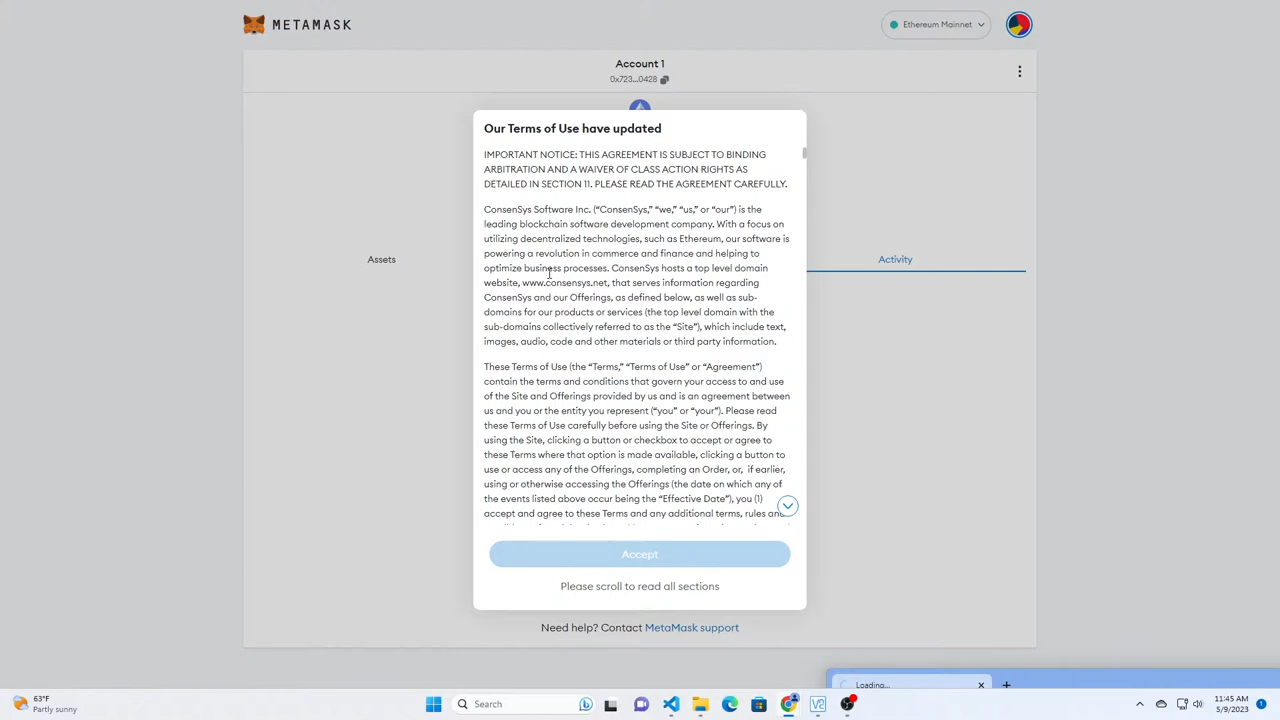 METAMASK
Ethereum Mainnet
Account 1
0x723...0428
Our Terms of Use have updated
IMPORTANT NOTICE: THIS AGREEMENT IS SUBJECT TO BINDING
ARBITRATION AND A WAIVER OF CLASS ACTION RIGHTS AS
DETAILED IN SECTION 11. PLEASE READ THE AGREEMENT CAREFULLY.
ConsenSys Software Inc. (“ConsenSys,” “we,” “us,” or “our”) is the
leading blockchain software development company. With a focus on
utilizing decentralized technologies, such as Ethereum, our software is
powering a revolution in commerce and finance and helping to
optimize business processes. ConsenSys hosts a top level domain
website, www.consensys.net, that serves information regarding
ConsenSys and our Offerings, as defined below, as well as sub-
domains for our products or services (the top level domain with the
sub-domains collectively referred to as the “Site”), which include text,
images, audio, code and other materials or third party information.
These Terms of Use (the “Terms,” “Terms of Use” or “Agreement”)
contain the terms and conditions that govern your access to and use
of the Site and Offerings provided by us and is an agreement between
us and you or the entity you represent (“you” or “your”). Please read
these Terms of Use carefully before using the Site or Offerings. By
using the Site, clicking a button or checkbox to accept or agree to
these Terms where that option is made available, clicking a button to
use or access any of the Offerings, completing an Order, or, if earlier,
using or otherwise accessing the Offerings (the date on which any of
the events listed above occur being the “Effective Date”), you (1)
accept and agree to these Terms and any additional terms, rules and
Assets
Activity
Accept
Please scroll to read all sections
Need help? Contact MetaMask support
Loading...
63°F
Partly sunny
Search
11:45 AM
5/9/2023